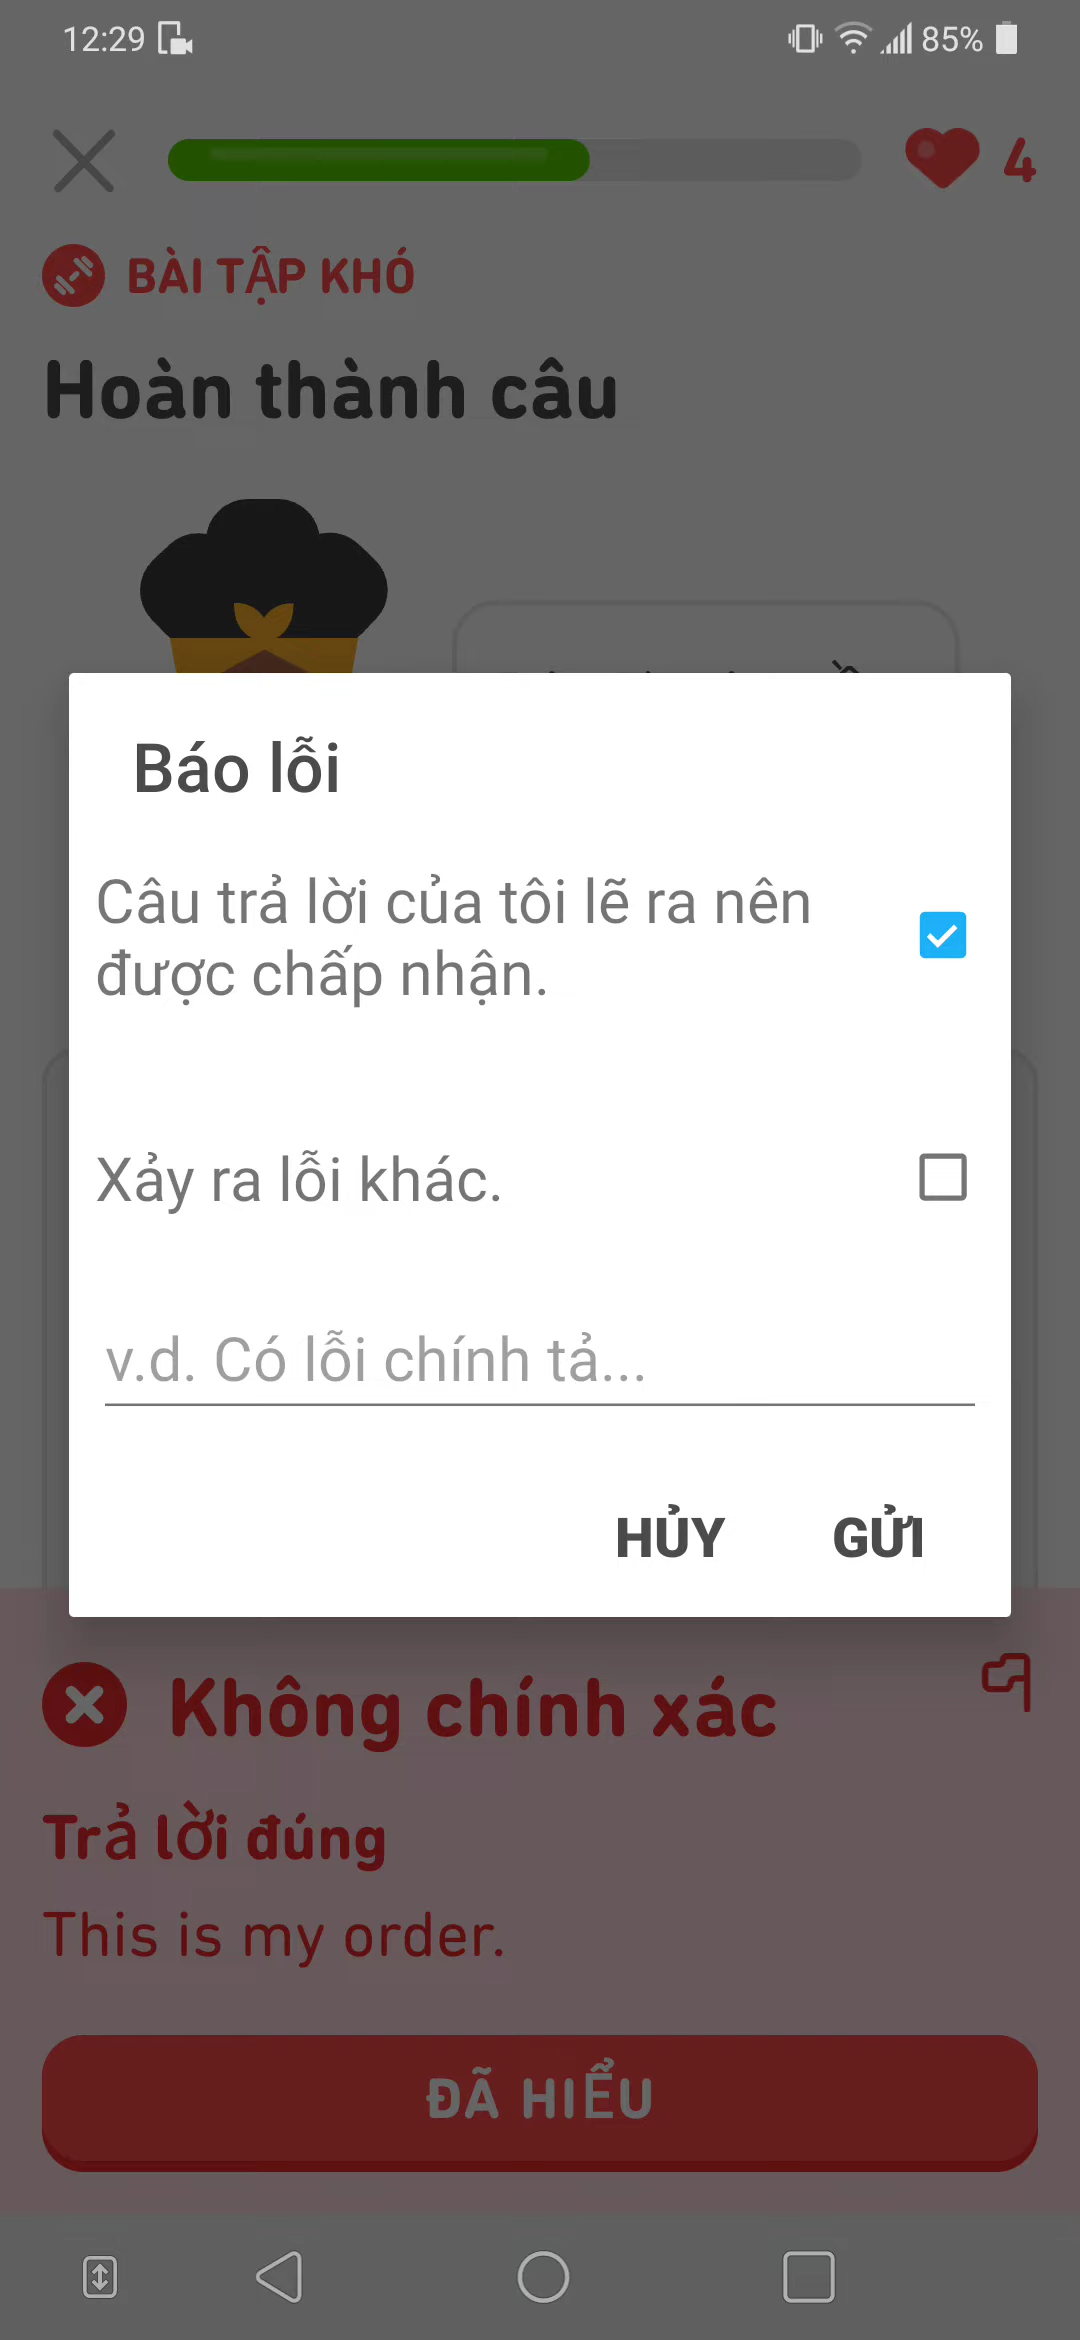 12:29
85%
4
BÀI TẬP KHÓ
Hoàn thành câu
Báo lỗi
Câu trả lời của tôi lẽ ra nên
được chấp nhận.
Xảy ra lỗi khác.
v.d. Có lỗi chính tả...
HỦY
GỬI
Không chính xác
Trả lời đúng
This is my order.
ĐÃ HIỂU